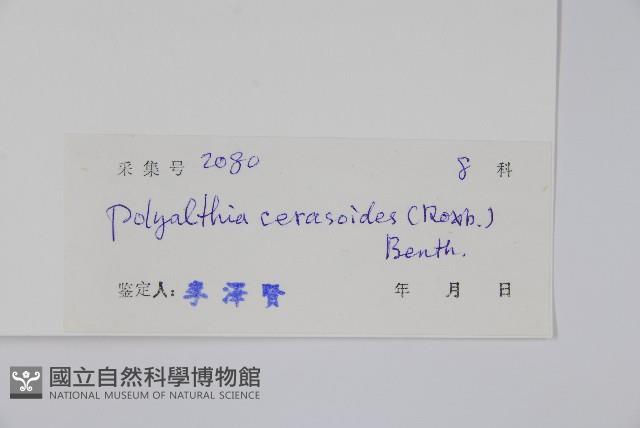 采集号 2080 8 科
Polyalthia cerasoides (Roxb.)
Benth.
鉴定人: 李泽贤 年 月 日
國立自然科學博物館
NATIONAL MUSEUM OF NATURAL SCIENCE